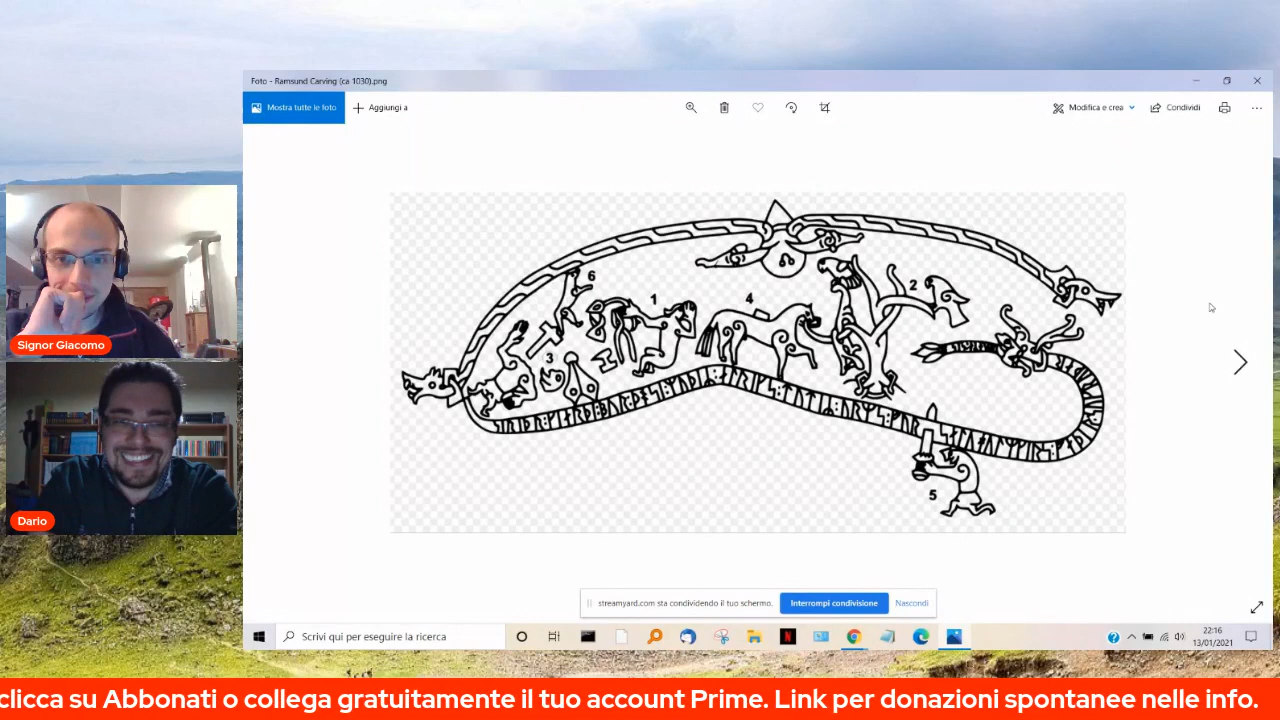 Foto - Ramsund Carving (ca 1030).png
Mostra tutte le foto
Aggiungi a
Modifica e crea
Condividi
6
1
4
2
3
5
Signor Giacomo
Dario
streamyard.com sta condividendo il tuo schermo.
Interrompi condivisione
Nascondi
Scrivi qui per eseguire la ricerca
22:16
13/01/2021
clicca su Abbonati o collega gratuitamente il tuo account Prime. Link per donazioni spontanee nelle info.